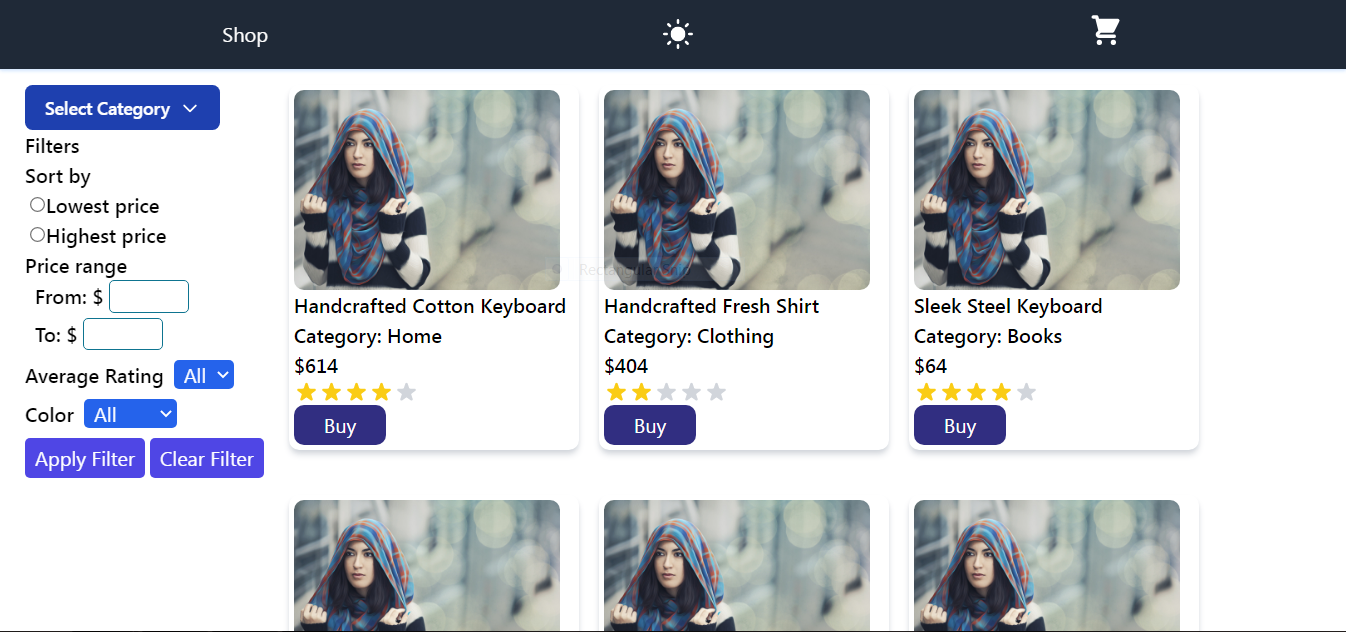 Shop
Select Category
Filters
Sort by
Lowest price
Highest price
Price range
From: $
To: $
Average Rating All
Color All
Apply Filter Clear Filter
Handcrafted Cotton Keyboard
Category: Home
$614
Buy
Handcrafted Fresh Shirt
Category: Clothing
$404
Buy
Sleek Steel Keyboard
Category: Books
$64
Buy